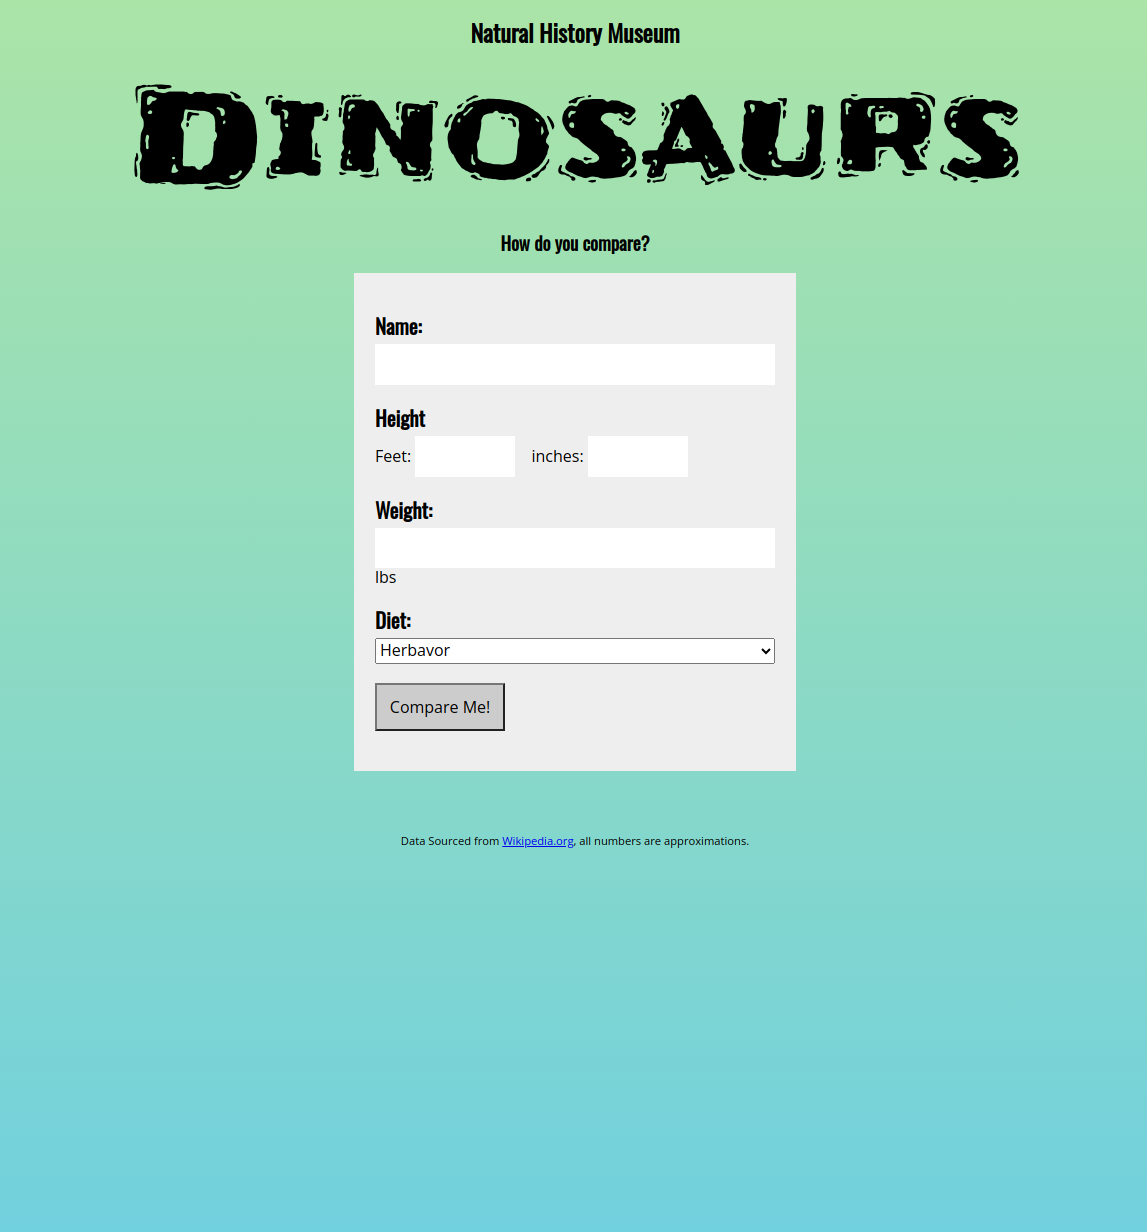 Natural History Museum
DINOSAURS
How do you compare?
Name:
Height
Feet: inches:
Weight:
lbs
Diet:
Herbavor
Compare Me!
Data Sourced from Wikipedia.org, all numbers are approximations.